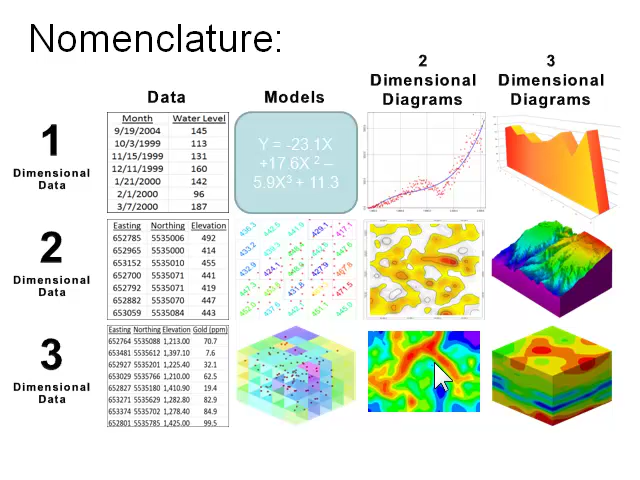 Nomenclature:
2
Dimensional
Diagrams
3
Dimensional
Diagrams
Data
Models
1
Dimensional
Data
Month Water Level
9/19/2004 145
10/3/1999 113
11/15/1999 131
12/11/1999 160
1/21/2000 142
2/1/2000 96
3/7/2000 187
Y = -23.1X
+17.6X 2 –
5.9X3 + 11.3
2
Dimensional
Data
Easting Northing Elevation
652785 5535006 492
652965 5535000 414
653152 5535010 455
652700 5535071 441
652792 5535071 419
652882 5535070 447
653059 5535084 443
3
Dimensional
Data
Easting Northing Elevation Gold (ppm)
652764 5535088 1,213.00 70.7
653481 5535612 1,397.10 7.6
652927 5535201 1,225.40 32.1
653029 5535766 1,210.00 62.5
652827 5535180 1,410.90 19.4
653271 5535629 1,282.80 82.9
653374 5535702 1,278.40 84.9
652801 5535785 1,425.00 99.5